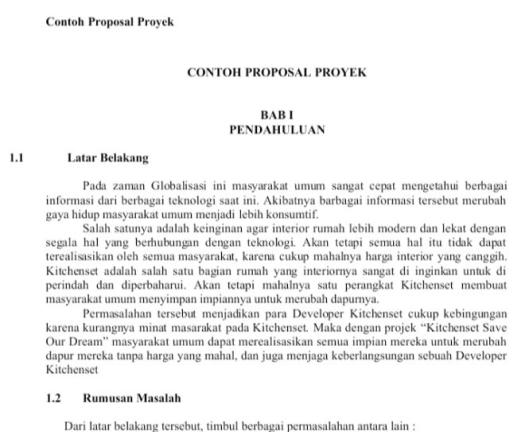 Contoh Proposal Proyek
CONTOH PROPOSAL PROYEK
BAB I
PENDAHULUAN
1.1 Latar Belakang
Pada zaman Globalisasi ini masyarakat umum sangat cepat mengetahui berbagai
informasi dari berbagai teknologi saat ini. Akibatnya barbagai informasi tersebut merubah
gaya hidup masyarakat umum menjadi lebih konsumtif.
Salah satunya adalah keinginan agar interior rumah lebih modern dan lekat dengan
segala hal yang berhubungan dengan teknologi. Akan tetapi semua hal itu tidak dapat
terealisasikan oleh semua masyarakat, karena cukup mahalnya harga interior yang canggih.
Kitchenset adalah salah satu bagian rumah yang interiornya sangat di inginkan untuk di
perindah dan diperbaharui. Akan tetapi mahalnya satu perangkat Kitchenset membuat
masyarakat umum menyimpan impiannya untuk merubah dapurnya.
Permasalahan tersebut menjadikan para Developer Kitchenset cukup kebingungan
karena kurangnya minat masarakat pada Kitchenset. Maka dengan projek “Kitchenset Save
Our Dream” masyarakat umum dapat merealisasikan semua impian mereka untuk merubah
dapur mereka tanpa harga yang mahal, dan juga menjaga keberlangsungan sebuah Developer
Kitchenset
1.2 Rumusan Masalah
Dari latar belakang tersebut, timbul berbagai permasalahan antara lain :